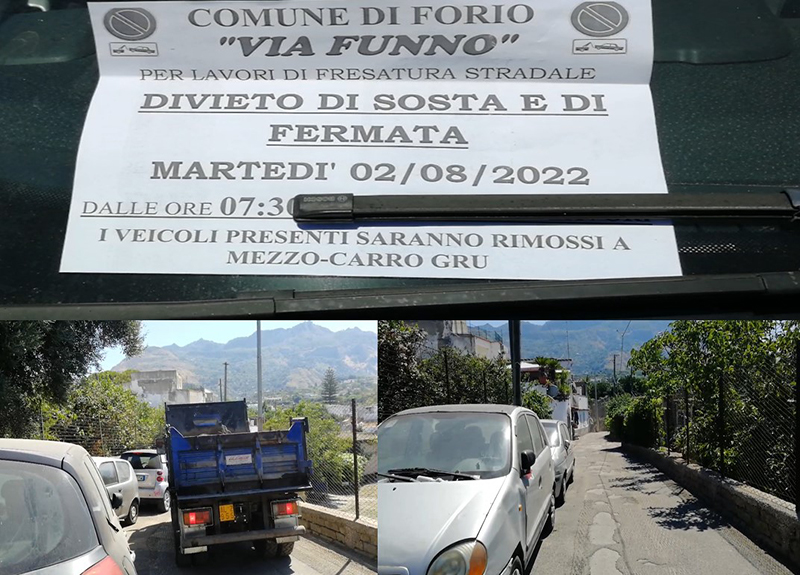 COMUNE DI FORIO
"VIA FUNNO"
PER LAVORI DI FRESATURA STRADALE
DIVIETO DI SOSTA E DI
FERMATA
MARTEDI' 02/08/2022
DALLE ORE 07:30
I VEICOLI PRESENTI SARANNO RIMOSSI A
MEZZO-CARRO GRU